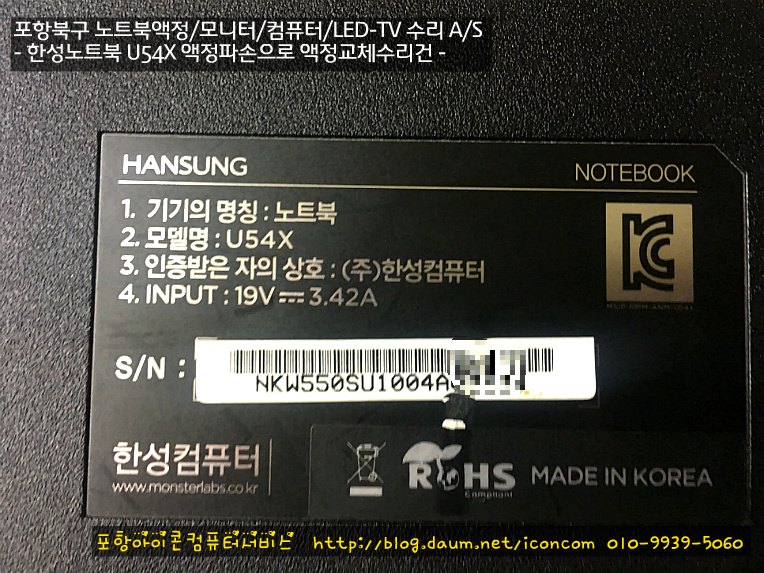 포항북구 노트북액정/모니터/컴퓨터/LED-TV 수리 A/S
- 한성노트북 U54X 액정파손으로 액정교체수리건 -
HANSUNG NOTEBOOK
1. 기기의 명칭 : 노트북
2. 모델명 : U54X
3. 인증받은 자의 상호 : (주)한성컴퓨터
4. INPUT : 19V ⎓ 3.42A
S/N :
NKW550SU1004A
한성컴퓨터
www.monsterlabs.co.kr
RoHS
Compliant
MADE IN KOREA
포항아이콘컴퓨터서비스 http://blog.daum.net/iconcom 010-9939-5060